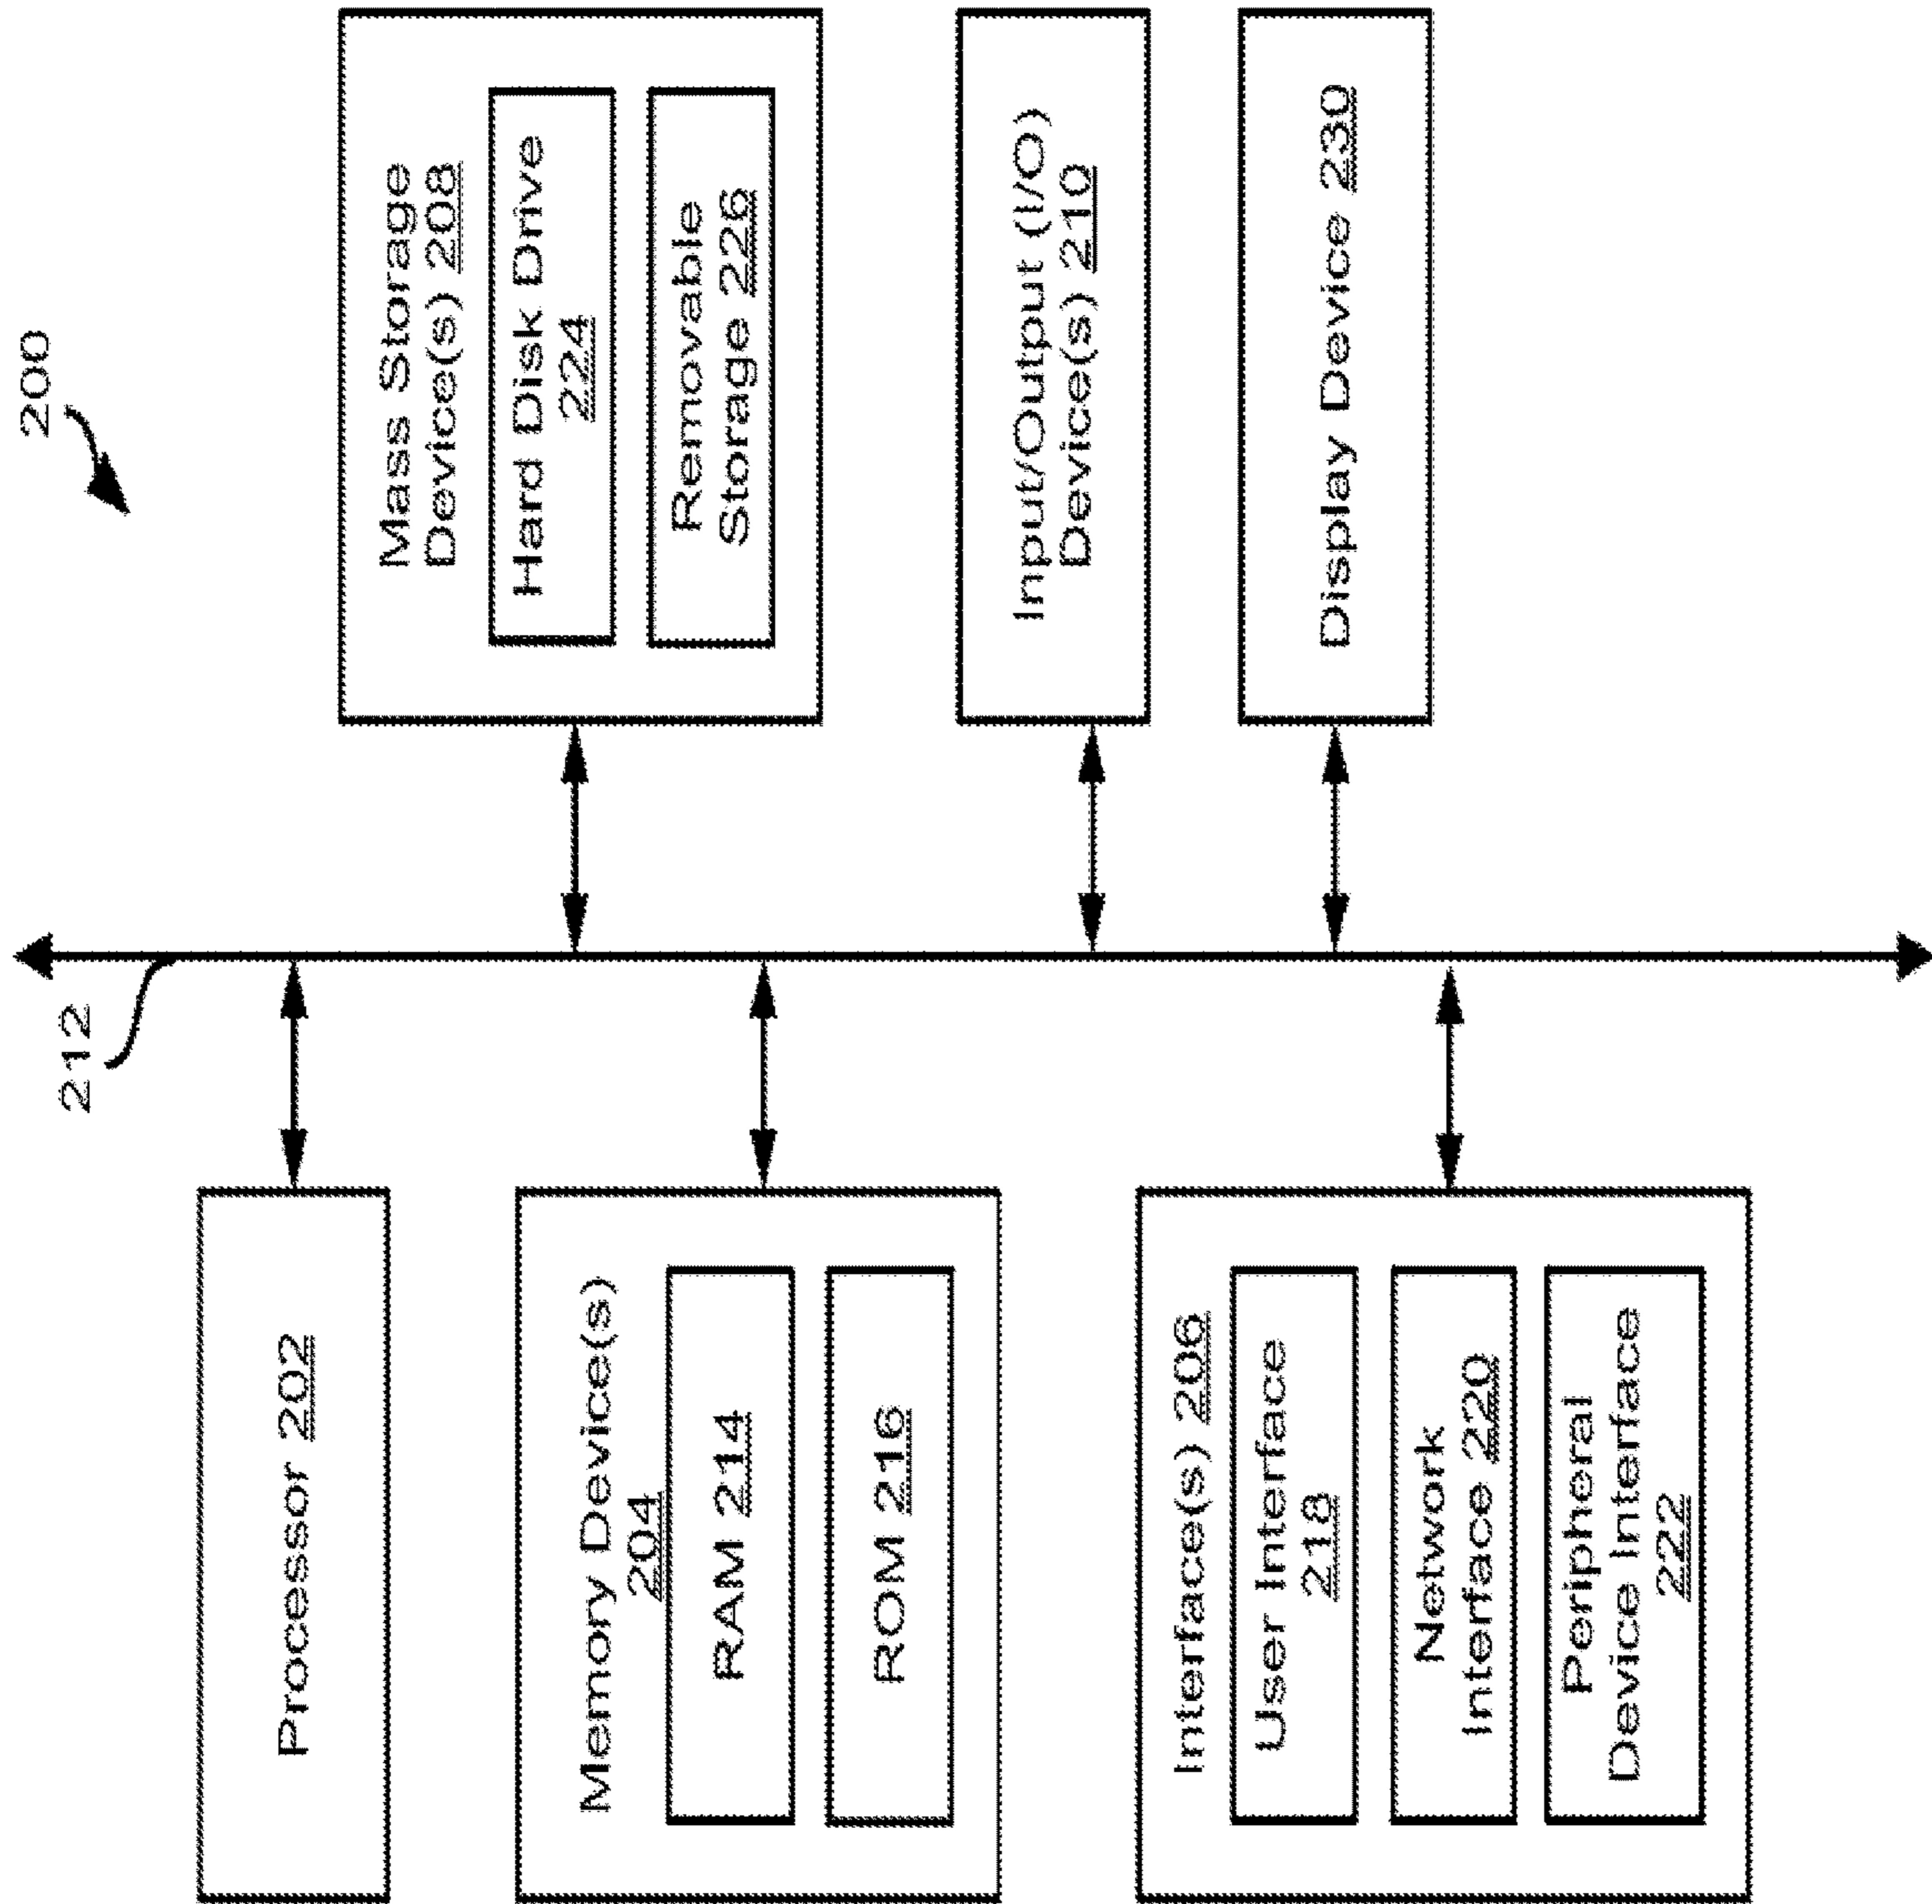 200
212
Processor 202
Memory Device(s)
204
RAM 214
ROM 216
Interface(s) 206
User Interface
218
Network
Interface 220
Peripheral
Device Interface
222
Mass Storage
Device(s) 208
Hard Disk Drive
224
Removable
Storage 226
Input/Output (I/O)
Device(s) 210
Display Device 230